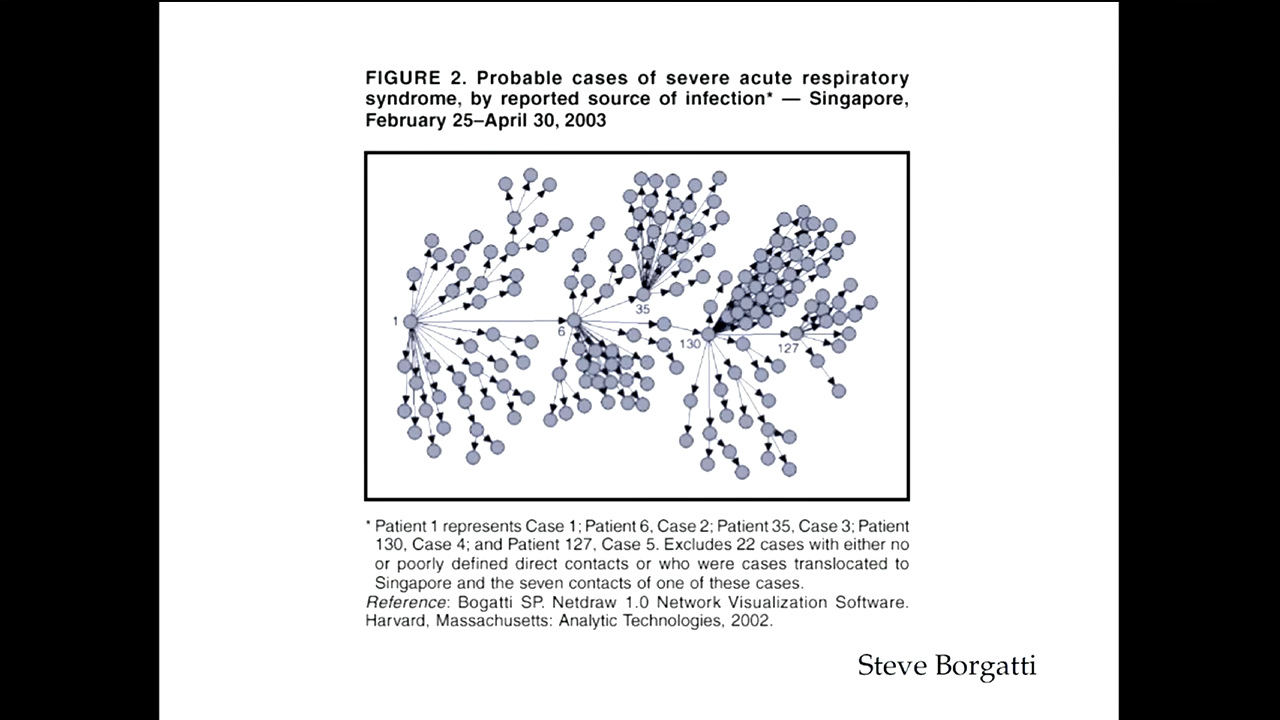 FIGURE 2. Probable cases of severe acute respiratory
syndrome, by reported source of infection* — Singapore,
February 25–April 30, 2003
35
1
6
130
127
* Patient 1 represents Case 1; Patient 6, Case 2; Patient 35, Case 3; Patient
130, Case 4; and Patient 127, Case 5. Excludes 22 cases with either no
or poorly defined direct contacts or who were cases translocated to
Singapore and the seven contacts of one of these cases.
Reference: Bogatti SP. Netdraw 1.0 Network Visualization Software.
Harvard, Massachusetts: Analytic Technologies, 2002.
Steve Borgatti